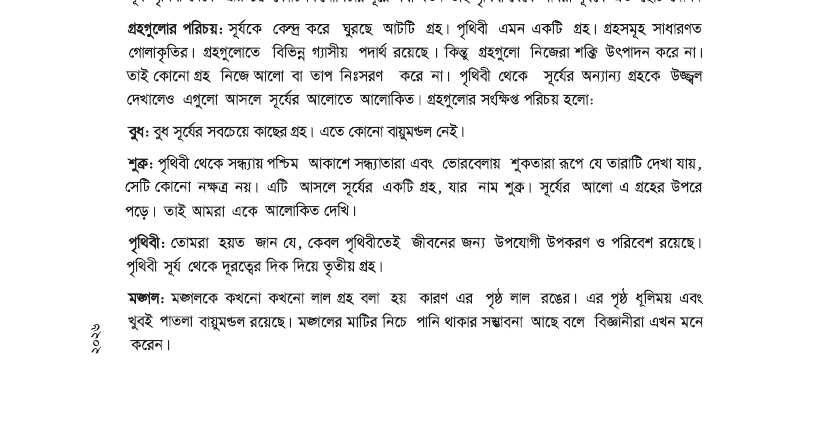 গ্রহগুলোর পরিচয়: সূর্যকে কেন্দ্র করে ঘুরছে আটটি গ্রহ। পৃথিবী এমন একটি গ্রহ। গ্রহসমূহ সাধারণত
গোলাকৃতির। গ্রহগুলোতে বিভিন্ন গ্যাসীয় পদার্থ রয়েছে। কিন্তু গ্রহগুলো নিজেরা শক্তি উৎপাদন করে না।
তাই কোনো গ্রহ নিজে আলো বা তাপ নিঃসরণ করে না। পৃথিবী থেকে সূর্যের অন্যান্য গ্রহকে উজ্জ্বল
দেখালেও এগুলো আসলে সূর্যের আলোতে আলোকিত। গ্রহগুলোর সংক্ষিপ্ত পরিচয় হলো:
বুধ: বুধ সূর্যের সবচেয়ে কাছের গ্রহ। এতে কোনো বায়ুমন্ডল নেই।
শুক্র: পৃথিবী থেকে সন্ধ্যায় পশ্চিম আকাশে সন্ধ্যাতারা এবং ভোরবেলায় শুকতারা রূপে যে তারাটি দেখা যায়,
সেটি কোনো নক্ষত্র নয়। এটি আসলে সূর্যের একটি গ্রহ, যার নাম শুক্র। সূর্যের আলো এ গ্রহের উপরে
পড়ে। তাই আমরা একে আলোকিত দেখি।
পৃথিবী: তোমরা হয়ত জান যে, কেবল পৃথিবীতেই জীবনের জন্য উপযোগী উপকরণ ও পরিবেশ রয়েছে।
পৃথিবী সূর্য থেকে দূরত্বের দিক দিয়ে তৃতীয় গ্রহ।
মঙ্গল: মঙ্গলকে কখনো কখনো লাল গ্রহ বলা হয় কারণ এর পৃষ্ঠ লাল রঙের। এর পৃষ্ঠ ধূলিময় এবং
খুবই পাতলা বায়ুমন্ডল রয়েছে। মঙ্গলের মাটির নিচে পানি থাকার সম্ভাবনা আছে বলে বিজ্ঞানীরা এখন মনে
করেন।
২০২৬